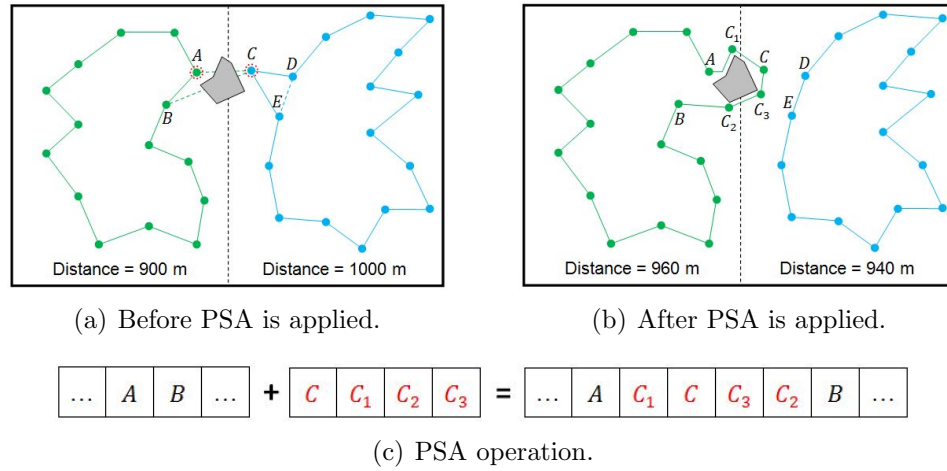 A C D E B
Distance = 900 m Distance = 1000 m
(a) Before PSA is applied.
C₁ A C D E B C₂ C₃
Distance = 960 m Distance = 940 m
(b) After PSA is applied.
... A B ... + C C₁ C₂ C₃ = ... A C₁ C C₃ C₂ B ...
(c) PSA operation.